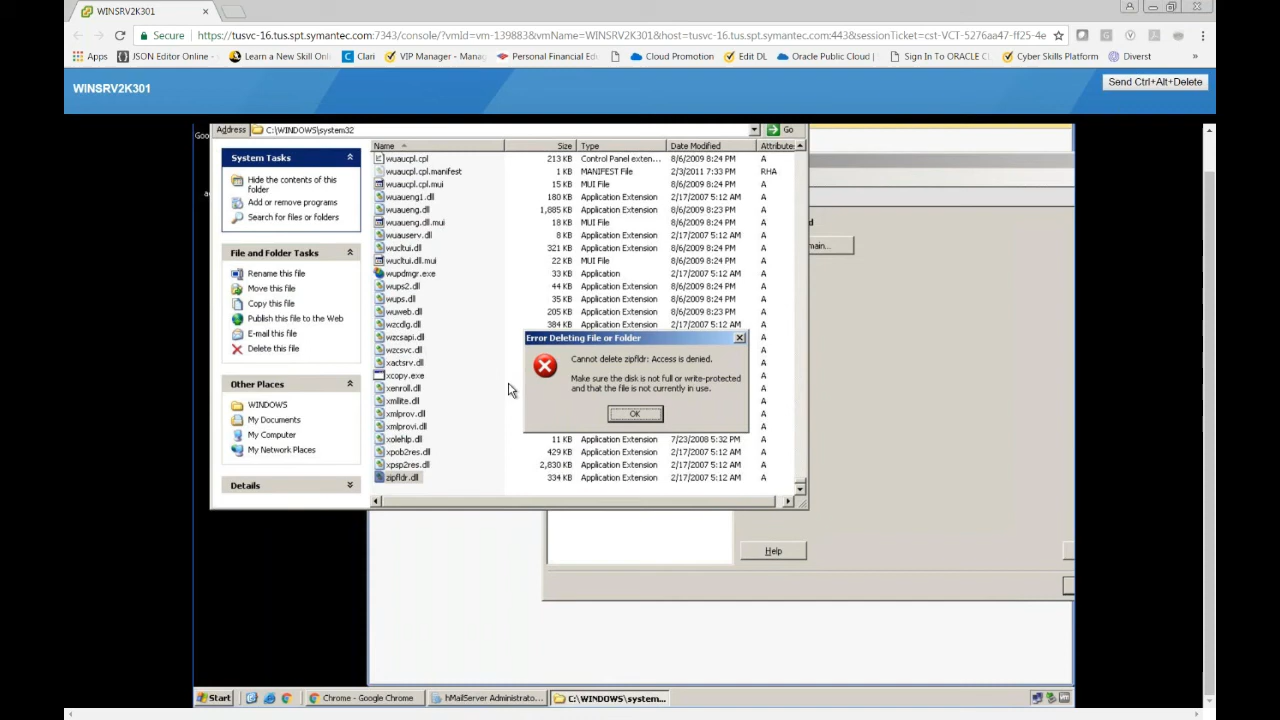 WINSRV2K301
Secure https://tusvc-16.tus.spt.symantec.com:7343/console/?vmId=vm-139883&vmName=WINSRV2K301&host=tusvc-16.tus.spt.symantec.com:443&sessionTicket=cst-VCT-5276aa47-ff25-4e
Apps JSON Editor Online - Learn a New Skill Onli Clari VIP Manager - Manag Personal Financial Edu Cloud Promotion Edit DL Oracle Public Cloud | Sign In To ORACLE Cl Cyber Skills Platform Diverst »
WINSRV2K301 Send Ctrl+Alt+Delete
Goo
Address C:\WINDOWS\system32 Go
System Tasks
Hide the contents of this
folder
Add or remove programs
Search for files or folders
File and Folder Tasks
Rename this file
Move this file
Copy this file
Publish this file to the Web
E-mail this file
Delete this file
Other Places
WINDOWS
My Documents
My Computer
My Network Places
Details
Name Size Type Date Modified Attribute
wuaucpl.cpl 213 KB Control Panel exten... 8/6/2009 8:24 PM A
wuaucpl.cpl.manifest 1 KB MANIFEST File 2/3/2011 7:33 PM RHA
wuaucpl.cpl.mui 15 KB MUI File 8/6/2009 8:24 PM A
wuaueng1.dll 180 KB Application Extension 2/17/2007 5:12 AM A
wuaueng.dll 1,885 KB Application Extension 8/6/2009 8:23 PM A
wuaueng.dll.mui 18 KB MUI File 8/6/2009 8:24 PM A
wuauserv.dll 8 KB Application Extension 2/17/2007 5:12 AM A
wucltui.dll 321 KB Application Extension 8/6/2009 8:24 PM A
wucltui.dll.mui 22 KB MUI File 8/6/2009 8:24 PM A
wupdmgr.exe 33 KB Application 2/17/2007 5:12 AM A
wups2.dll 44 KB Application Extension 8/6/2009 8:24 PM A
wups.dll 35 KB Application Extension 8/6/2009 8:24 PM A
wuweb.dll 205 KB Application Extension 8/6/2009 8:24 PM A
wzcdlg.dll 384 KB Application Extension 2/17/2007 5:12 AM A
wzcsapi.dll A
wzcsvc.dll A
xactsrv.dll A
xcopy.exe A
xenroll.dll A
xmllite.dll A
xmlprov.dll A
xmlprovi.dll A
xolehlp.dll 11 KB Application Extension 7/23/2008 5:32 PM A
xpob2res.dll 429 KB Application Extension 2/17/2007 5:12 AM A
xpsp2res.dll 2,830 KB Application Extension 2/17/2007 5:12 AM A
zipfldr.dll 334 KB Application Extension 2/17/2007 5:12 AM A
Error Deleting File or Folder
Cannot delete zipfldr: Access is denied.
Make sure the disk is not full or write-protected
and that the file is not currently in use.
OK
main...
Help
Start Chrome - Google Chrome hMailServer Administrato... C:\WINDOWS\system...